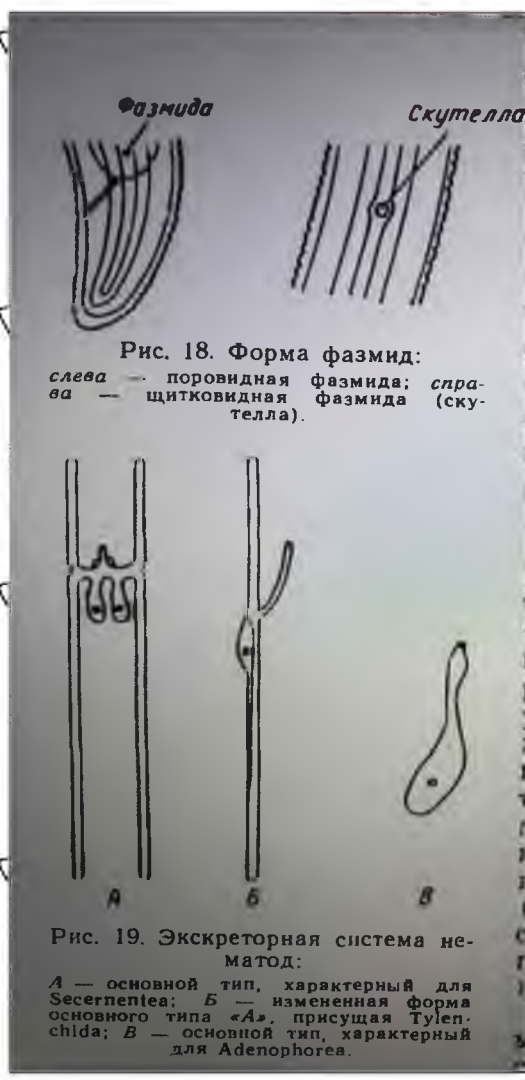 Фазмида
Скутелла
Рис. 18. Форма фазмид:
слева — поровидная фазмида; спра-
ва — щитковидная фазмида (ску-
телла).
А
Б
В
Рис. 19. Экскреторная система не-
матод:
А — основной тип, характерный для
Secernentea; Б — измененная форма
основного типа «А», присущая Tylen-
chida; В — основной тип, характерный
для Adenophorea.